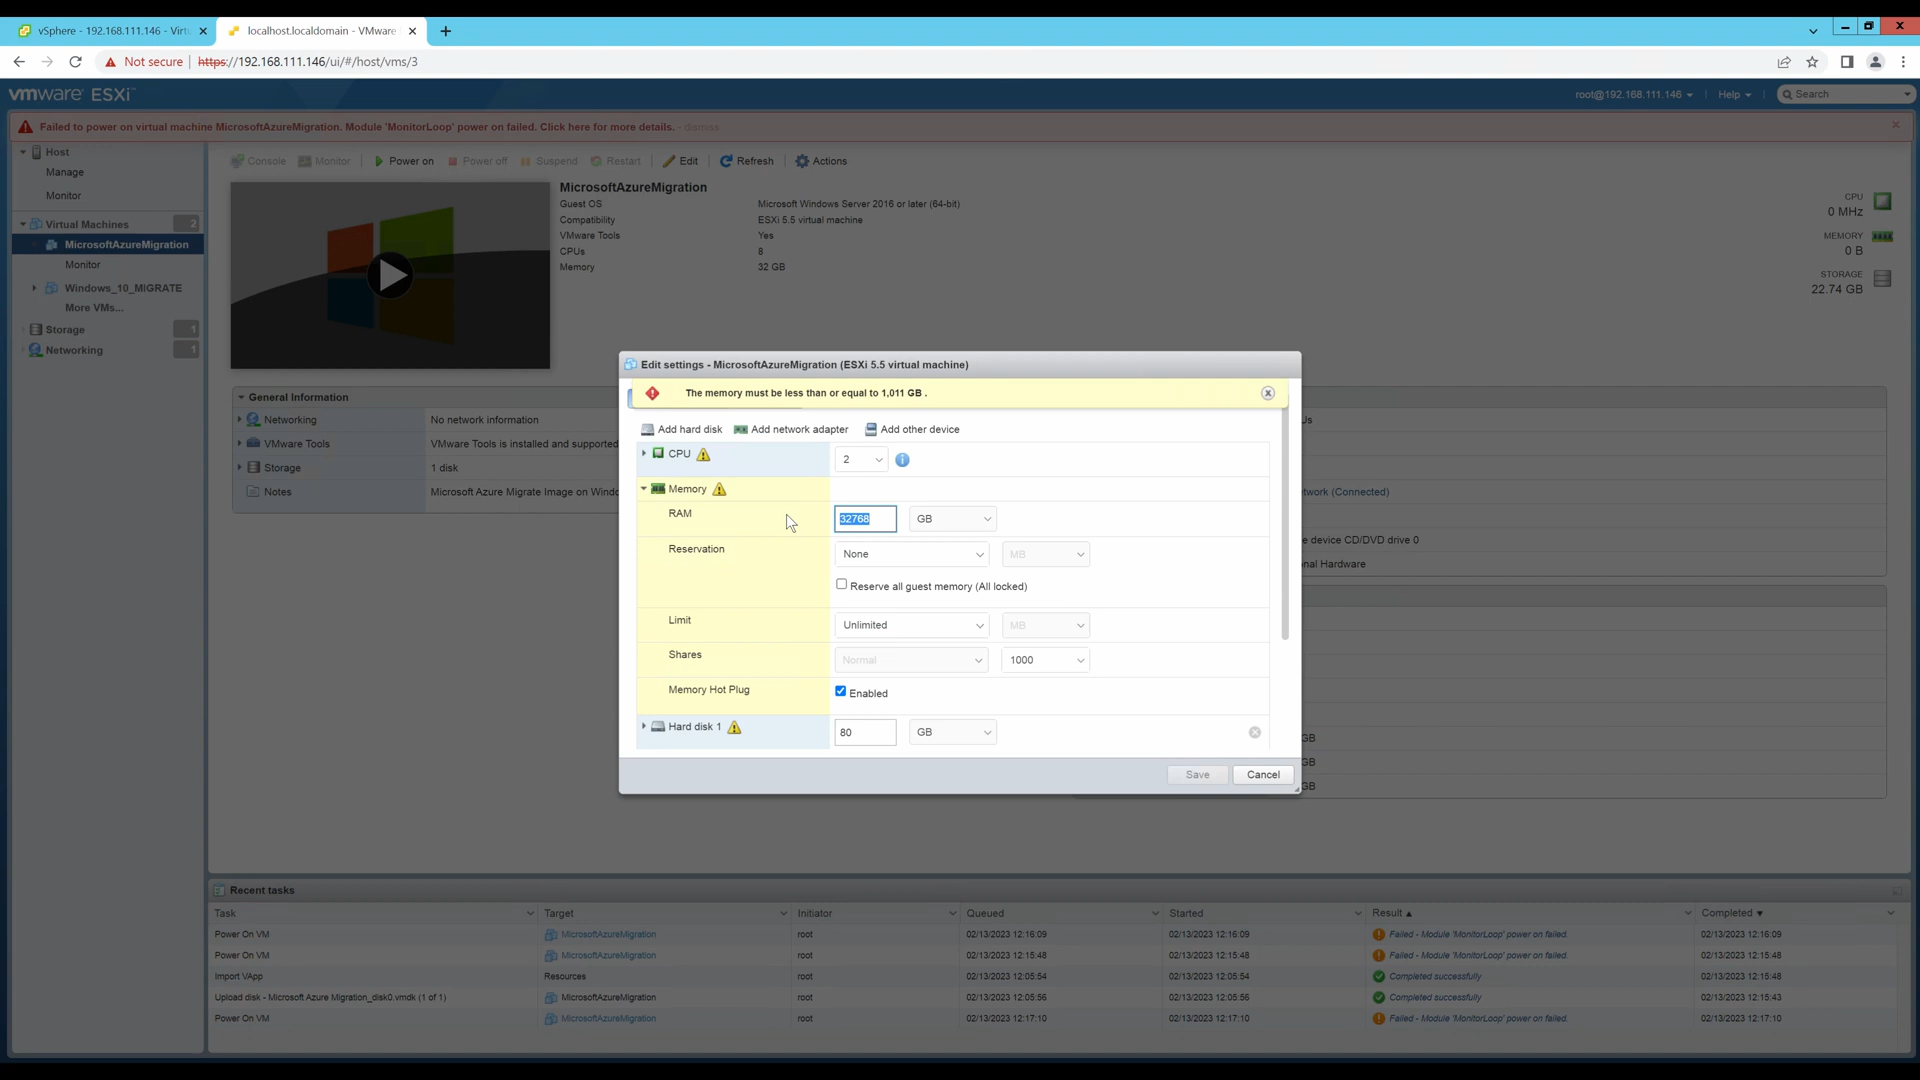 vSphere - 192.168.111.146 - Virt
localhost.localdomain - VMware
Not secure
https://192.168.111.146/ui/#/host/vms/3
vmware ESXi
root@192.168.111.146
Help
Search
Failed to power on virtual machine MicrosoftAzureMigration. Module 'MonitorLoop' power on failed. Click here for more details. - dismiss
Host
Manage
Monitor
Virtual Machines 2
MicrosoftAzureMigration
Monitor
Windows_10_MIGRATE
More VMs...
Storage 1
Networking 1
Console Monitor Power on Power off Suspend Restart Edit Refresh Actions
MicrosoftAzureMigration
Guest OS Microsoft Windows Server 2016 or later (64-bit)
Compatibility ESXi 5.5 virtual machine
VMware Tools Yes
CPUs 8
Memory 32 GB
CPU
0 MHz
MEMORY
0 B
STORAGE
22.74 GB
General Information
Networking No network information
VMware Tools VMware Tools is installed and supported
Storage 1 disk
Notes Microsoft Azure Migrate Image on
Us
(Connected)
e device CD/DVD drive 0
nal Hardware
GB
GB
GB
Edit settings - MicrosoftAzureMigration (ESXi 5.5 virtual machine)
The memory must be less than or equal to 1,011 GB .
Add hard disk Add network adapter Add other device
CPU 2
Memory
RAM 32768 GB
Reservation None MB
Reserve all guest memory (All locked)
Limit Unlimited MB
Shares Normal 1000
Memory Hot Plug Enabled
Hard disk 1 80 GB
Save Cancel
Recent tasks
Task Target Initiator Queued Started Result Completed
Power On VM MicrosoftAzureMigration root 02/13/2023 12:16:09 02/13/2023 12:16:09 Failed - Module 'MonitorLoop' power on failed. 02/13/2023 12:16:09
Power On VM MicrosoftAzureMigration root 02/13/2023 12:15:48 02/13/2023 12:15:48 Failed - Module 'MonitorLoop' power on failed. 02/13/2023 12:15:48
Import VApp Resources root 02/13/2023 12:05:54 02/13/2023 12:05:54 Completed successfully 02/13/2023 12:15:48
Upload disk - Microsoft Azure Migration_disk0.vmdk (1 of 1) MicrosoftAzureMigration root 02/13/2023 12:05:56 02/13/2023 12:05:56 Completed successfully 02/13/2023 12:15:43
Power On VM MicrosoftAzureMigration root 02/13/2023 12:17:10 02/13/2023 12:17:10 Failed - Module 'MonitorLoop' power on failed. 02/13/2023 12:17:10